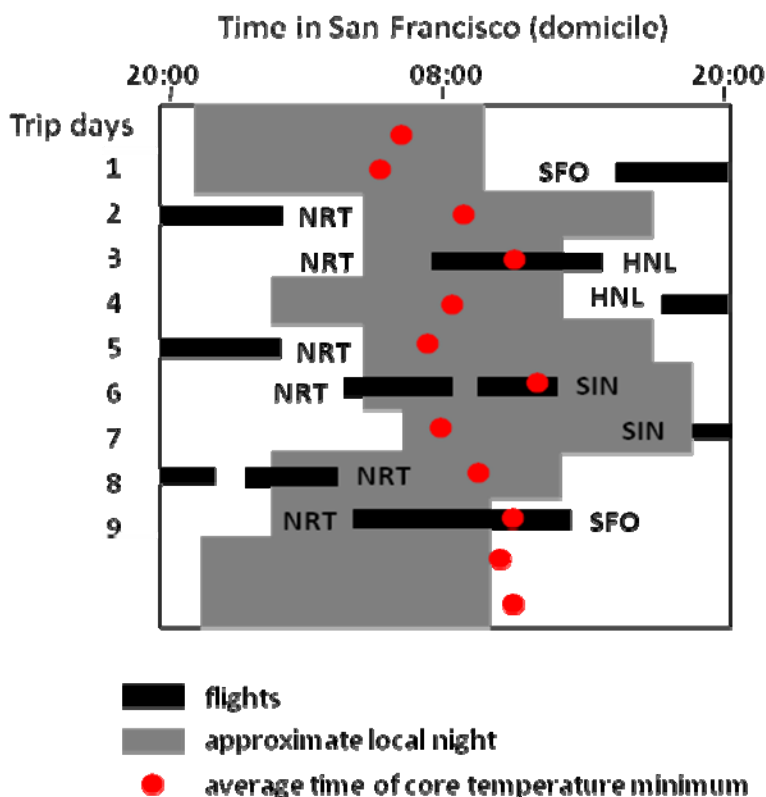 Time in San Francisco (domicile)
20:00 08:00 20:00
Trip days
1 SFO
2 NRT
3 NRT HNL
4 HNL
5 NRT
6 NRT SIN
7 SIN
8 NRT
9 NRT SFO
flights
approximate local night
average time of core temperature minimum